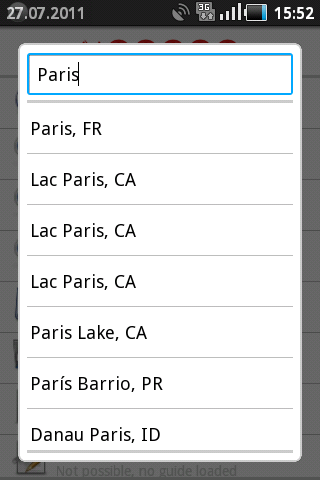 27.07.2011 3G 15:52
Paris
Paris, FR
Lac Paris, CA
Lac Paris, CA
Lac Paris, CA
Paris Lake, CA
París Barrio, PR
Danau Paris, ID
Not possible, no guide loaded